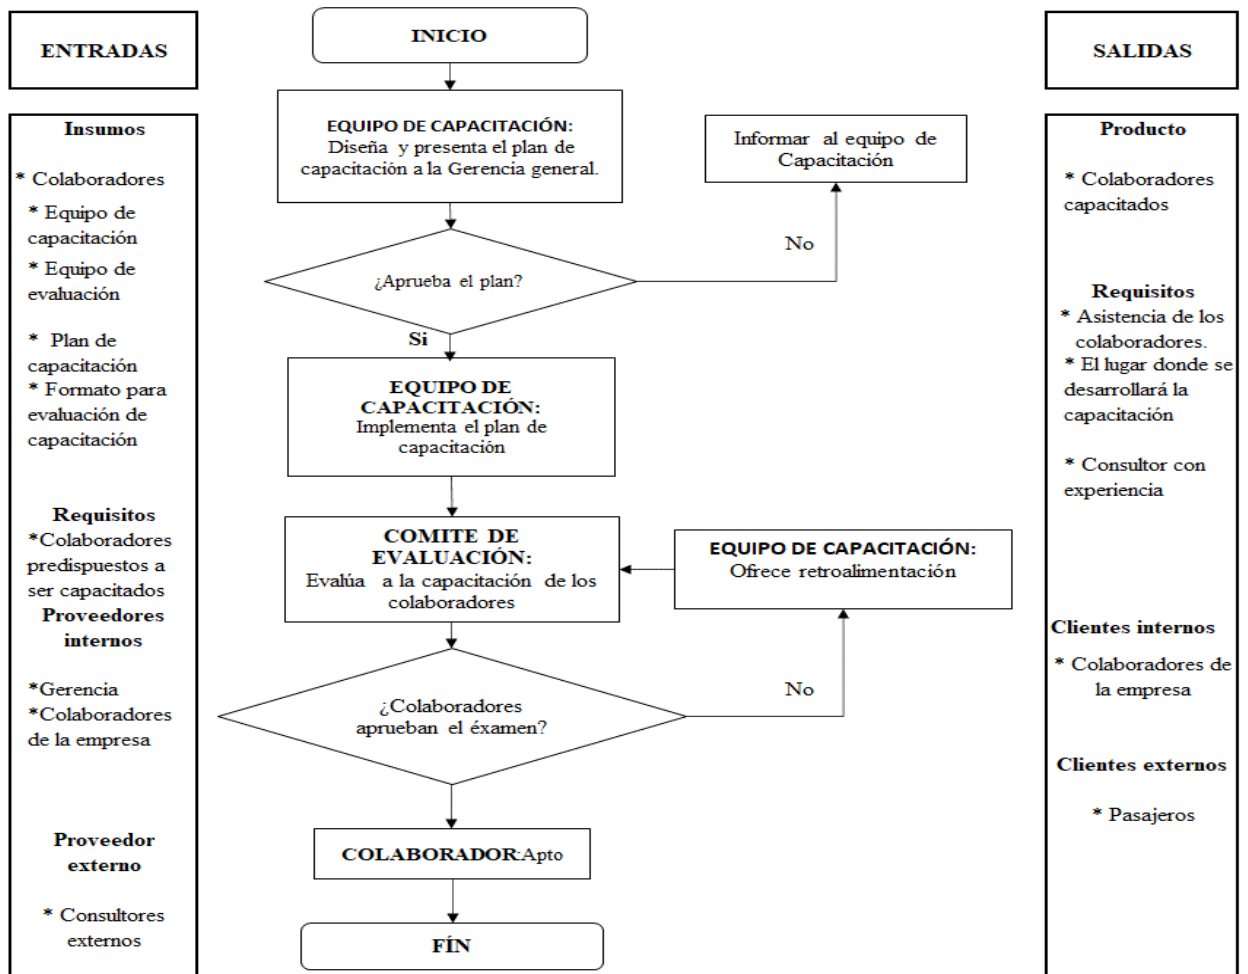 ENTRADAS
Insumos
* Colaboradores
* Equipo de
capacitación
* Equipo de
evaluación
* Plan de
capacitación
* Formato para
evaluación de
capacitación
Requisitos
*Colaboradores
predispuestos a
ser capacitados
Proveedores
internos
*Gerencia
*Colaboradores
de la empresa
Proveedor
externo
* Consultores
externos
INICIO
EQUIPO DE CAPACITACIÓN:
Diseña y presenta el plan de
capacitación a la Gerencia general.
Informar al equipo de
Capacitación
No
¿Aprueba el plan?
Si
EQUIPO DE
CAPACITACIÓN:
Implementa el plan de
capacitación
COMITE DE
EVALUACIÓN:
Evalúa a la capacitación de los
colaboradores
EQUIPO DE CAPACITACIÓN:
Ofrece retroalimentación
No
¿Colaboradores
aprueban el éxamen?
COLABORADOR:Apto
FÍN
SALIDAS
Producto
* Colaboradores
capacitados
Requisitos
* Asistencia de los
colaboradores.
* El lugar donde se
desarrollará la
capacitación
* Consultor con
experiencia
Clientes internos
* Colaboradores de
la empresa
Clientes externos
* Pasajeros